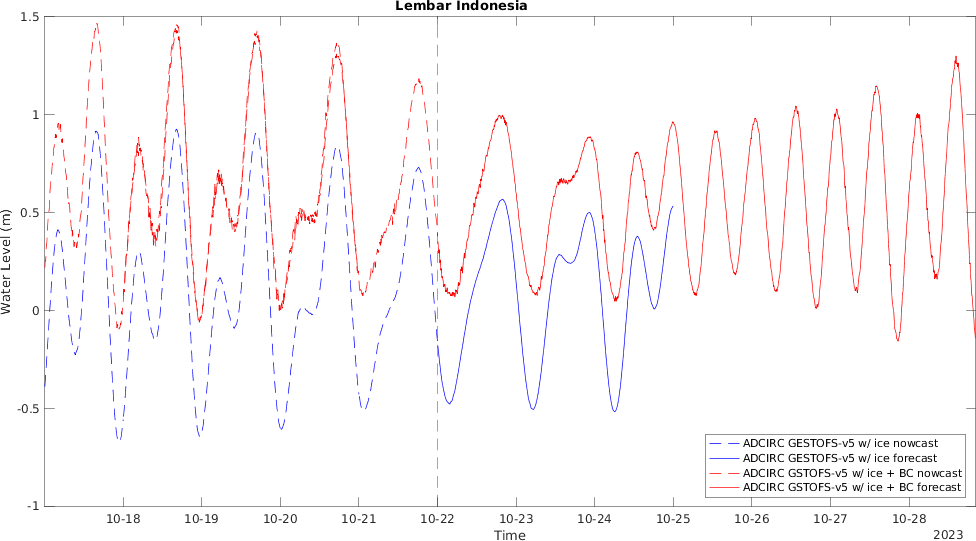 Lembar Indonesia
1.5
1
0.5
0
-0.5
-1
Water Level (m)
ADCIRC GESTOFS-v5 w/ ice nowcast
ADCIRC GESTOFS-v5 w/ ice forecast
ADCIRC GSTOFS-v5 w/ ice + BC nowcast
ADCIRC GSTOFS-v5 w/ ice + BC forecast
10-18 10-19 10-20 10-21 10-22 10-23 10-24 10-25 10-26 10-27 10-28
Time
2023